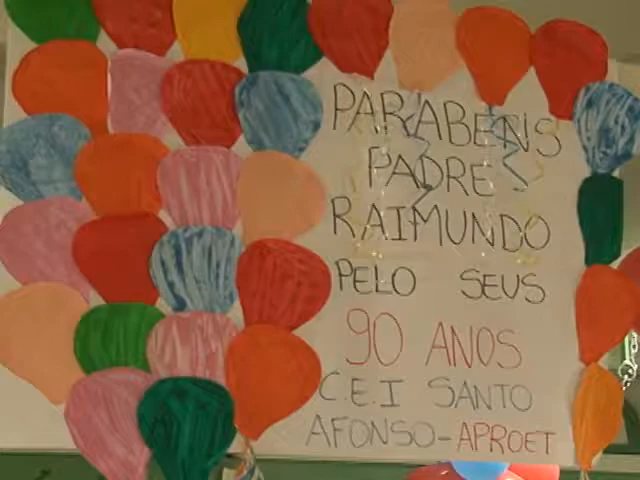 PARABENS
PADRE
RAIMUNDO
PELO SEUS
90 ANOS
C.E.I SANTO
AFONSO-APROET